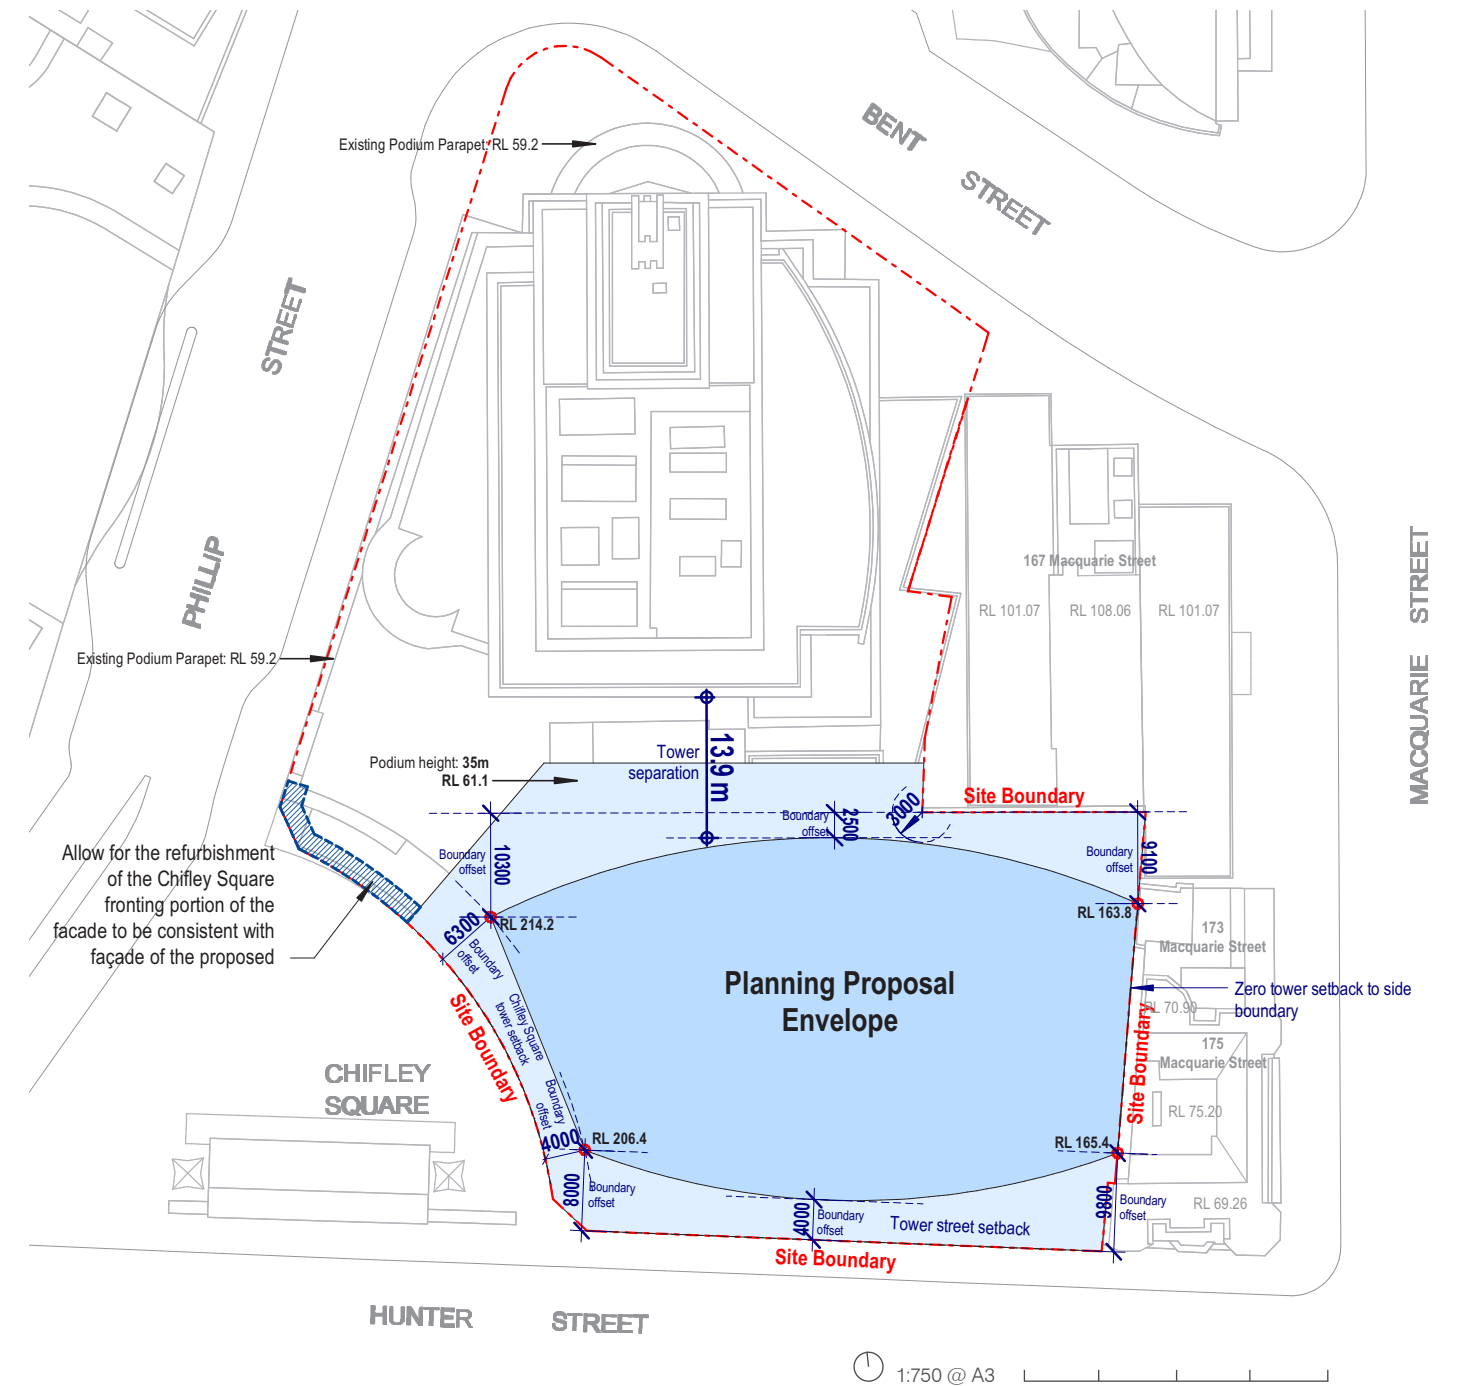 BENT
STREET
Existing Podium Parapet: RL 59.2
STREET
PHILLIP
167 Macquarie Street
RL 101.07
RL 108.06
RL 101.07
MACQUARIE STREET
Existing Podium Parapet: RL 59.2
Podium height: 35m
RL 61.1
Tower
separation
13.9 m
Site Boundary
3000
Boundary
offset
2500
Boundary
offset
10300
Boundary
offset
9100
Allow for the refurbishment
of the Chifley Square
fronting portion of the
facade to be consistent with
façade of the proposed
RL 214.2
RL 163.8
6300
Boundary
offset
173
Macquarie Street
Planning Proposal
Envelope
Zero tower setback to side
boundary
RL 70.90
Chifley Square
tower setback
Site Boundary
Site Boundary
175
Macquarie Street
CHIFLEY
SQUARE
Boundary
offset
4000
RL 206.4
RL 165.4
RL 75.20
8000
Boundary
offset
4000
Boundary
offset
Tower street setback
9800
Boundary
offset
RL 69.26
Site Boundary
HUNTER STREET
1:750 @ A3